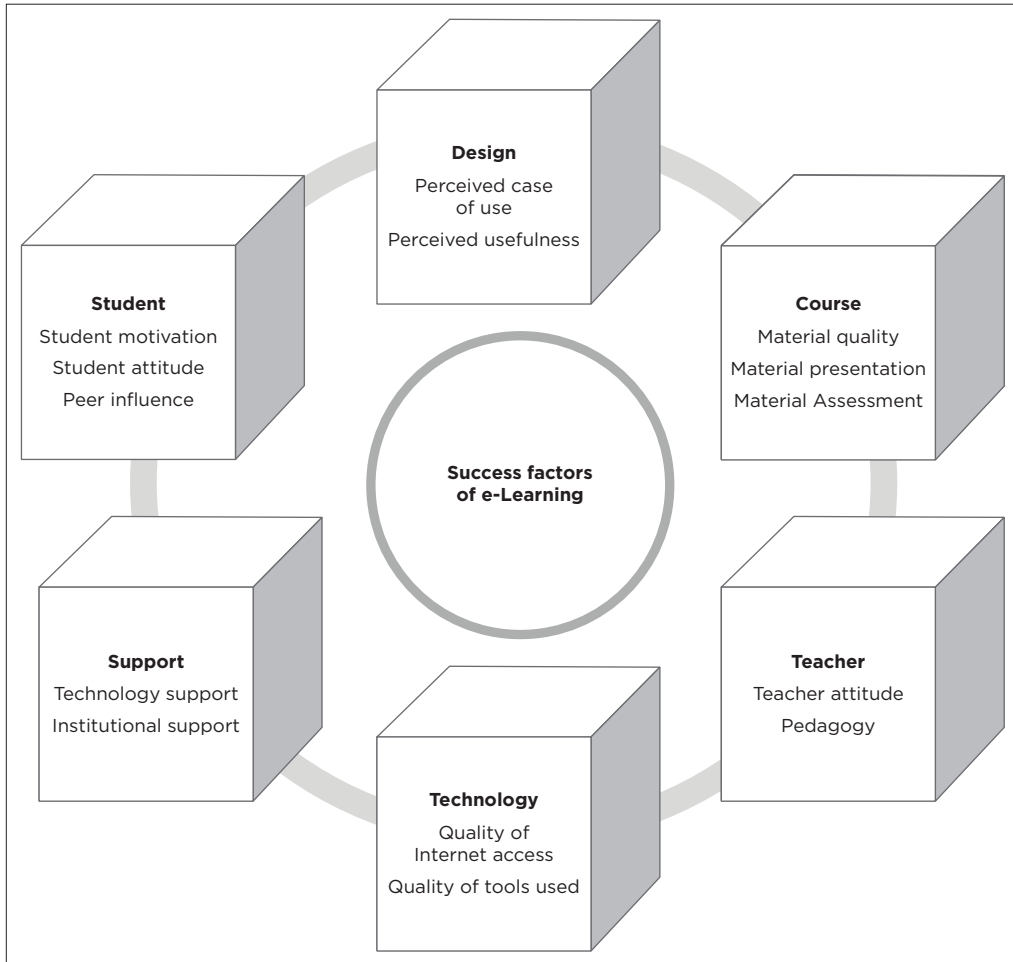 Design
Perceived case
of use
Perceived usefulness
Student
Student motivation
Student attitude
Peer influence
Course
Material quality
Material presentation
Material Assessment
Success factors
of e-Learning
Support
Technology support
Institutional support
Teacher
Teacher attitude
Pedagogy
Technology
Quality of
Internet access
Quality of tools used